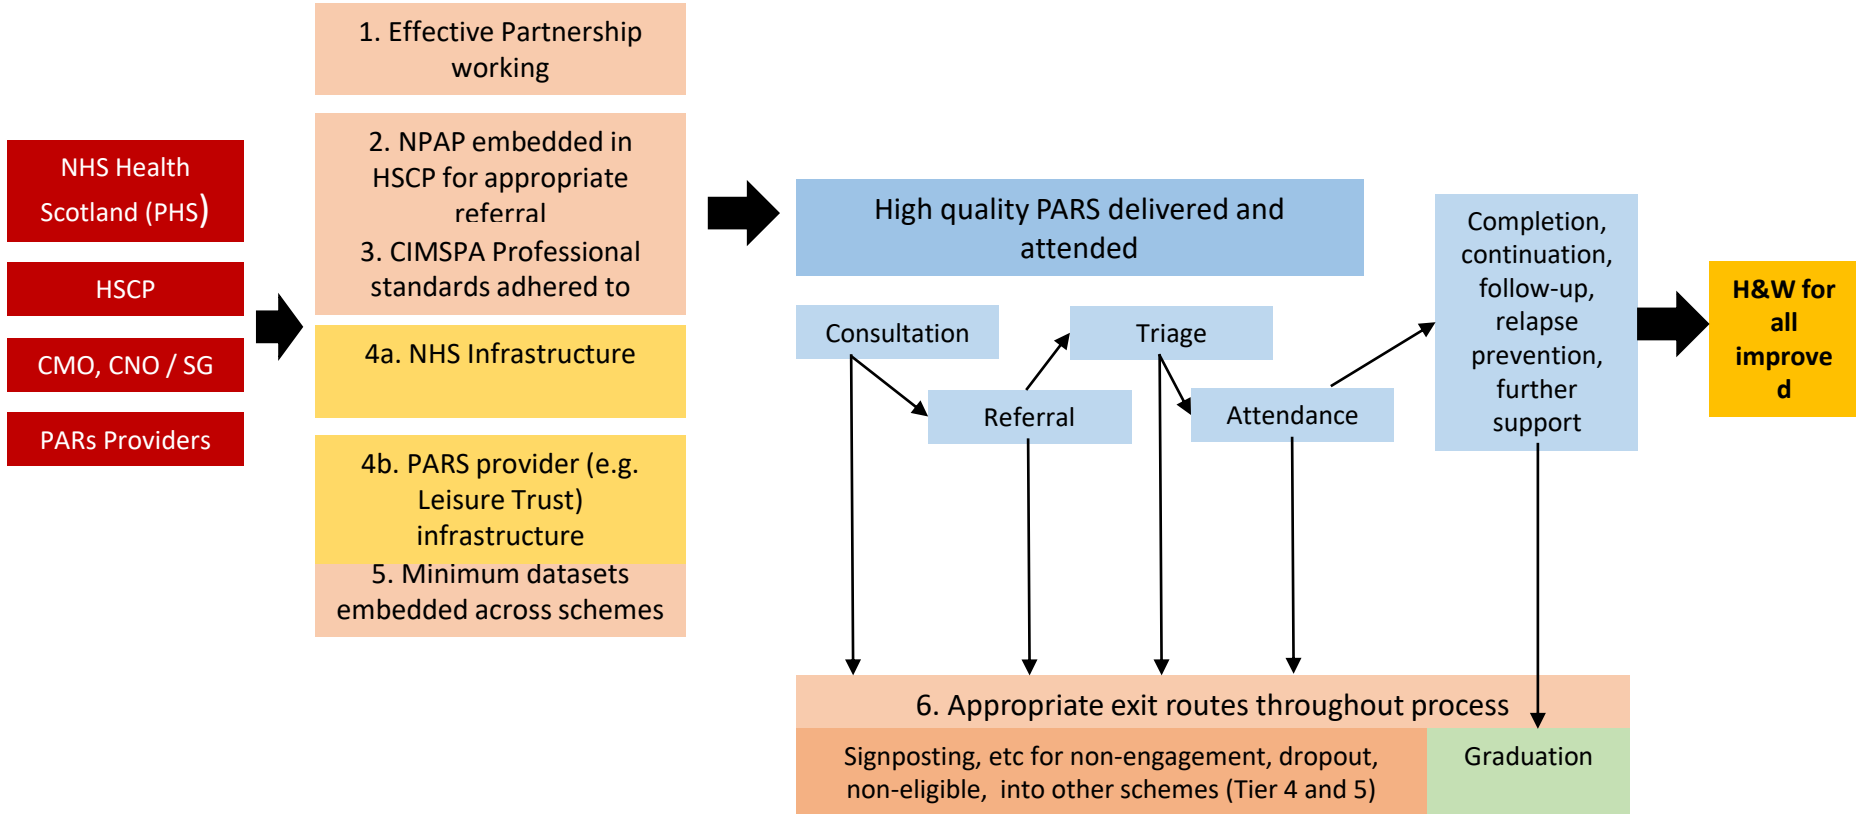 NHS Health
Scotland (PHS)
HSCP
CMO, CNO / SG
PARs Providers
1. Effective Partnership
working
2. NPAP embedded in
HSCP for appropriate
referral
3. CIMSPA Professional
standards adhered to
4a. NHS Infrastructure
4b. PARS provider (e.g.
Leisure Trust)
infrastructure
5. Minimum datasets
embedded across schemes
High quality PARS delivered and
attended
Consultation
Referral
Triage
Attendance
Completion,
continuation,
follow-up,
relapse
prevention,
further
support
H&W for
all
improve
d
6. Appropriate exit routes throughout process
Signposting, etc for non-engagement, dropout,
non-eligible, into other schemes (Tier 4 and 5)
Graduation